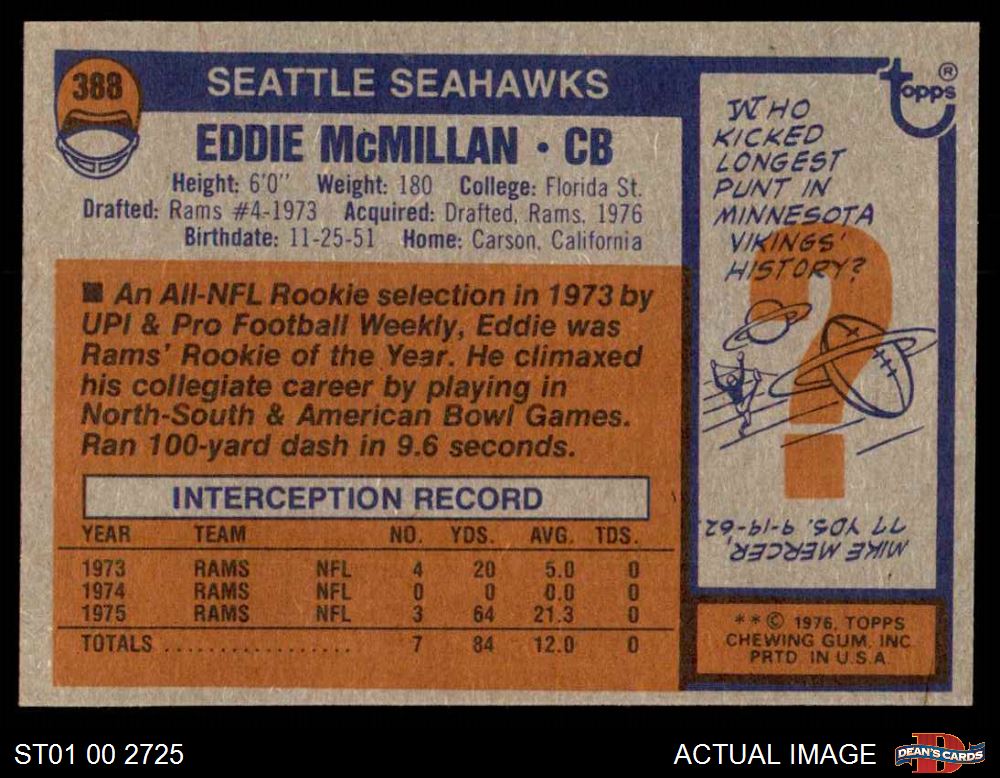 388
SEATTLE SEAHAWKS
EDDIE McMILLAN • CB
Height: 6'0" Weight: 180 College: Florida St.
Drafted: Rams #4-1973 Acquired: Drafted, Rams, 1976
Birthdate: 11-25-51 Home: Carson, California
■ An All-NFL Rookie selection in 1973 by
UPI & Pro Football Weekly, Eddie was
Rams' Rookie of the Year. He climaxed
his collegiate career by playing in
North-South & American Bowl Games.
Ran 100-yard dash in 9.6 seconds.
INTERCEPTION RECORD
YEAR TEAM NO. YDS. AVG. TDS.
1973 RAMS NFL 4 20 5.0 0
1974 RAMS NFL 0 0 0.0 0
1975 RAMS NFL 3 64 21.3 0
TOTALS .................. 7 84 12.0 0
topps ®
WHO
KICKED
LONGEST
PUNT IN
MINNESOTA
VIKINGS'
HISTORY?
?
MIKE MERCER,
77 YDS. 9-19-62.
** © 1976, TOPPS
CHEWING GUM, INC.
PRTD. IN U.S.A.
ST01 00 2725
ACTUAL IMAGE
D
DEAN'S CARDS